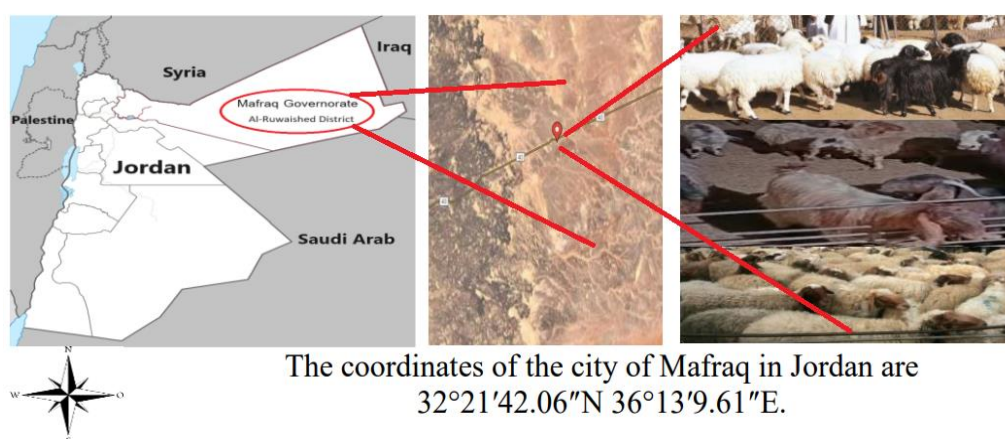 Iraq
Syria
Mafraq Governorate
Al-Ruwaished District
Palestine
Jordan
Saudi Arab
N
W
O
The coordinates of the city of Mafraq in Jordan are
32°21'42.06"N 36°13'9.61"E.